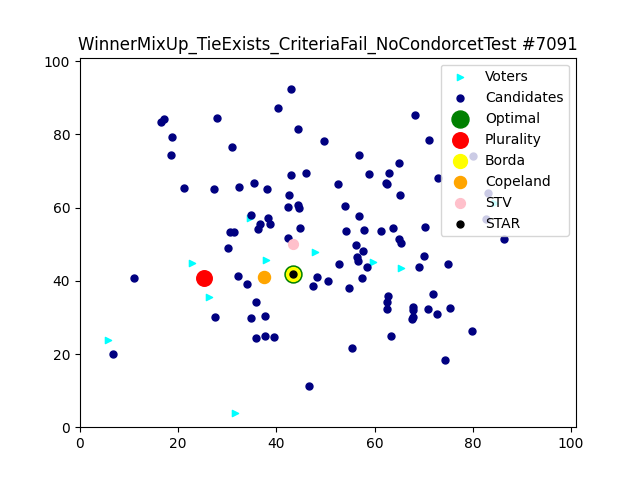 WinnerMixUp_TieExists_CriteriaFail_NoCondorcetTest #7091
100
80
60
40
20
0
0 20 40 60 80 100
Voters
Candidates
Optimal
Plurality
Borda
Copeland
STV
STAR